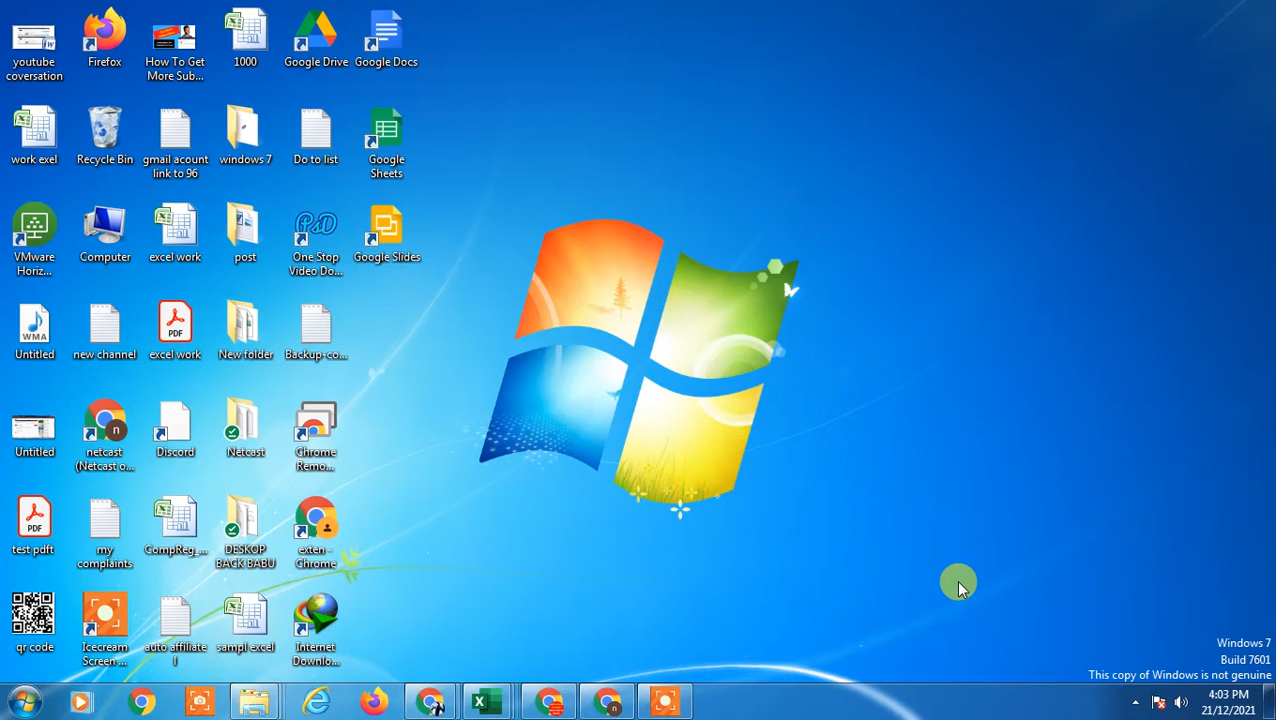 youtube
coversation
Firefox
How To Get
More Sub...
1000
Google Drive
Google Docs
work exel
Recycle Bin
gmail acount
link to 96
windows 7
Do to list
Google
Sheets
VMware
Horiz...
Computer
excel work
post
One Stop
Video Do...
Google Slides
WMA
Untitled
new channel
PDF
excel work
New folder
Backup-co...
Untitled
n
netcast
(Netcast o...
Discord
Netcast
Chrome
Remo...
PDF
test pdft
my
complaints
CompReg_...
DESKOP
BACK BABU
exten -
Chrome
qr code
Icecream
Screen ...
auto affiliate
l
sampl excel
Internet
Downlo...
Windows 7
Build 7601
This copy of Windows is not genuine
n
4:03 PM
21/12/2021